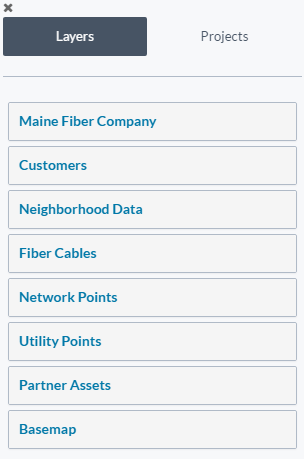 Layers Projects
Maine Fiber Company
Customers
Neighborhood Data
Fiber Cables
Network Points
Utility Points
Partner Assets
Basemap